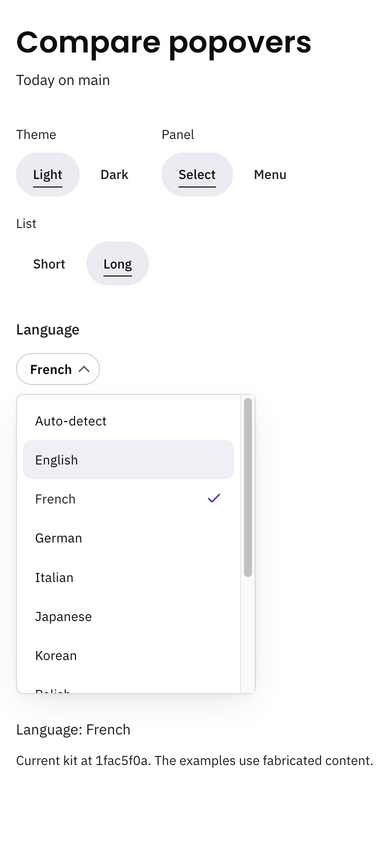 Compare popovers
Today on main
Theme Panel
Light Dark Select Menu
List
Short Long
Language
French
Auto-detect
English
French
German
Italian
Japanese
Korean
Polish
Language: French
Current kit at 1fac5f0a. The examples use fabricated content.